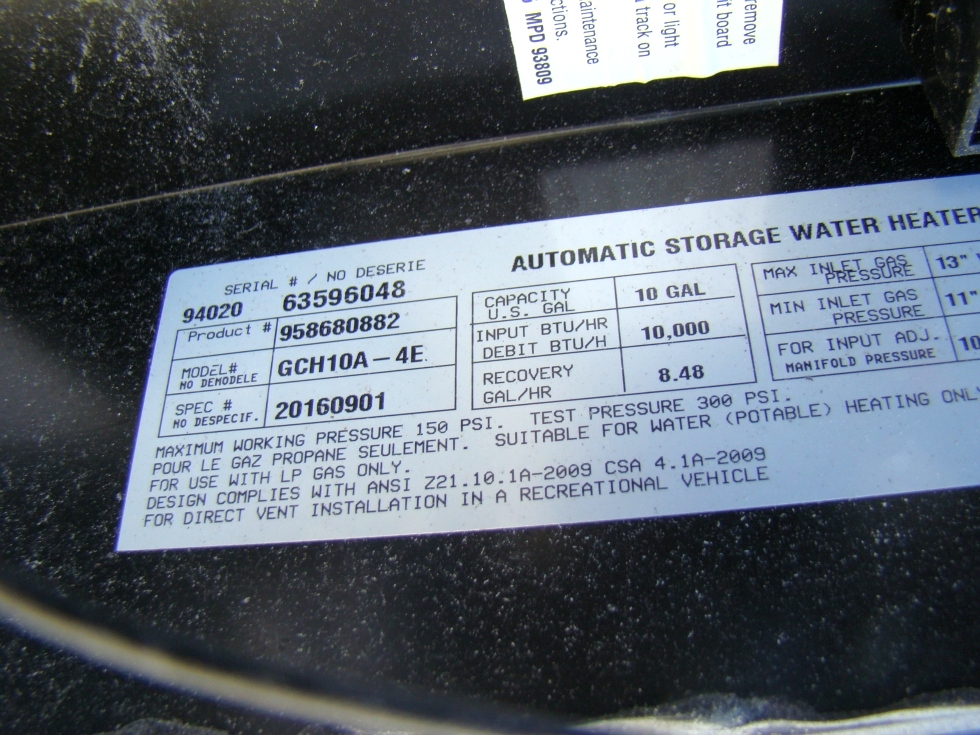 remove
ft board
or light
track on
aintenance
ctions.
MPD 93809
AUTOMATIC STORAGE WATER HEATER
SERIAL # / NO DESERIE
94020 63596048
Product # 958680882
MODEL#
NO DEMODELE
GCH10A-4E
SPEC #
NO DESPECIF.
20160901
CAPACITY
U.S. GAL
10 GAL
INPUT BTU/HR
DEBIT BTU/H
10,000
RECOVERY
GAL/HR
8.48
MAX INLET GAS
PRESSURE
13"
MIN INLET GAS
PRESSURE
11"
FOR INPUT ADJ.
MANIFOLD PRESSURE
10
MAXIMUM WORKING PRESSURE 150 PSI. TEST PRESSURE 300 PSI.
POUR LE GAZ PROPANE SEULEMENT. SUITABLE FOR WATER (POTABLE) HEATING ONLY
FOR USE WITH LP GAS ONLY.
DESIGN COMPLIES WITH ANSI Z21.10.1A-2009 CSA 4.1A-2009
FOR DIRECT VENT INSTALLATION IN A RECREATIONAL VEHICLE